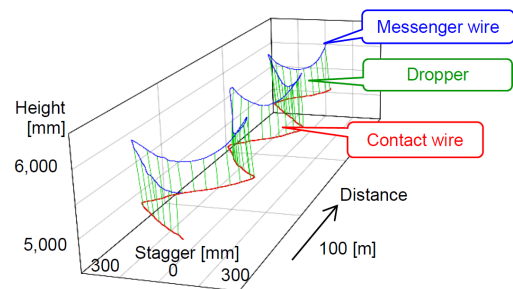 Messenger wire
Dropper
Contact wire
Height
[mm]
6,000
5,000
Stagger [mm]
300
0
300
Distance
100 [m]